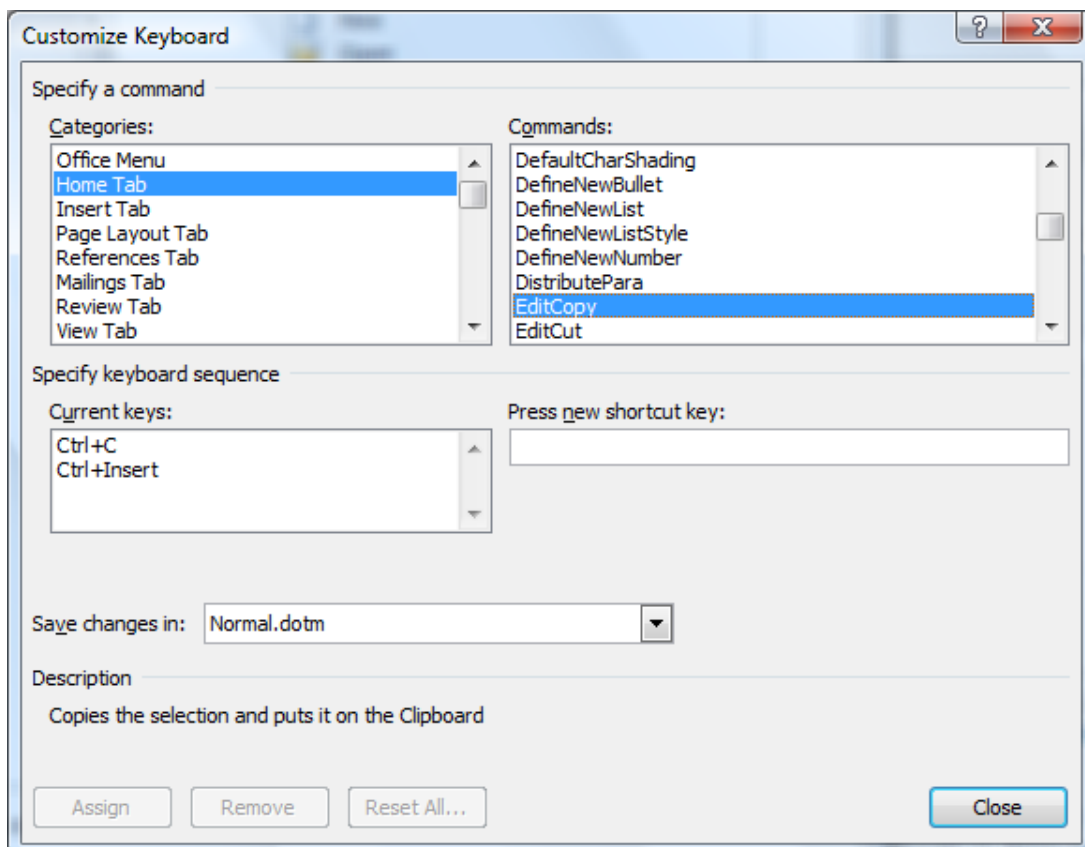 Customize Keyboard
Specify a command
Categories:
Office Menu
Home Tab
Insert Tab
Page Layout Tab
References Tab
Mailings Tab
Review Tab
View Tab
Commands:
DefaultCharShading
DefineNewBullet
DefineNewList
DefineNewListStyle
DefineNewNumber
DistributePara
EditCopy
EditCut
Specify keyboard sequence
Current keys:
Ctrl+C
Ctrl+Insert
Press new shortcut key:
Save changes in: Normal.dotm
Description
Copies the selection and puts it on the Clipboard
Assign Remove Reset All... Close